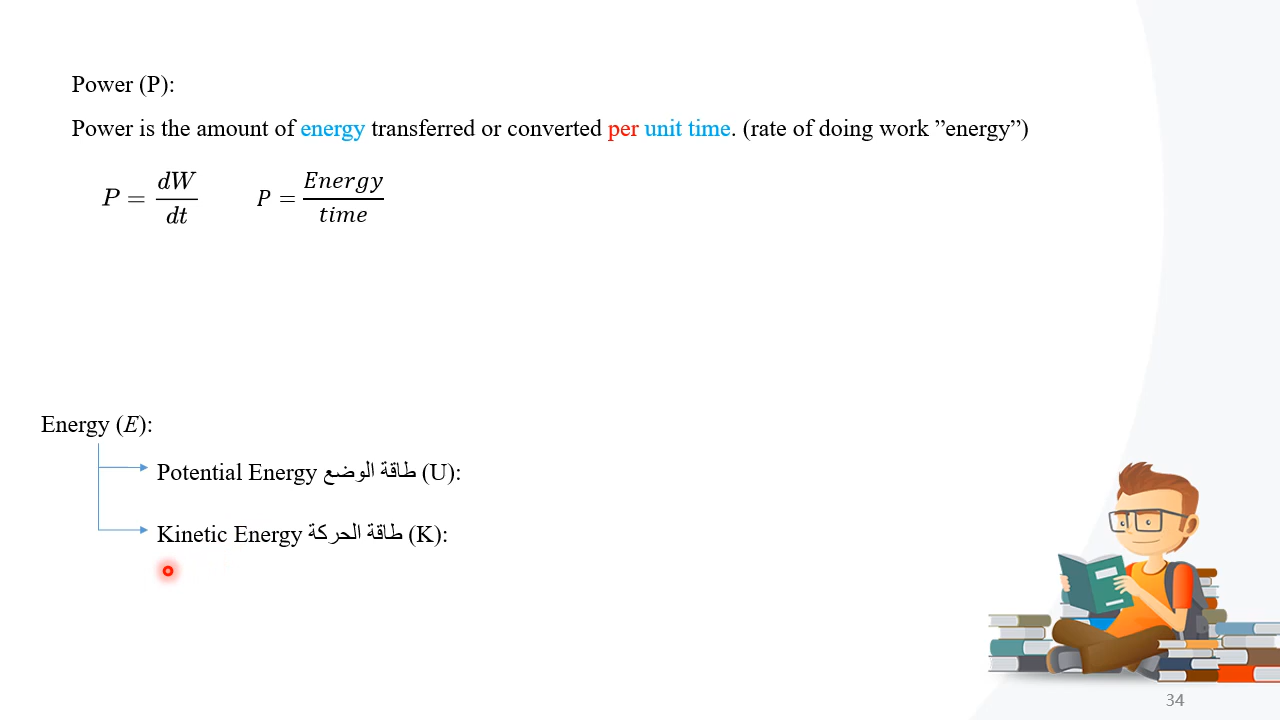 Power (P):
Power is the amount of energy transferred or converted per unit time. (rate of doing work ”energy”)
P = dW/dt P = Energy/time
Energy (E):
Potential Energy طاقة الوضع (U):
Kinetic Energy طاقة الحركة (K):
34